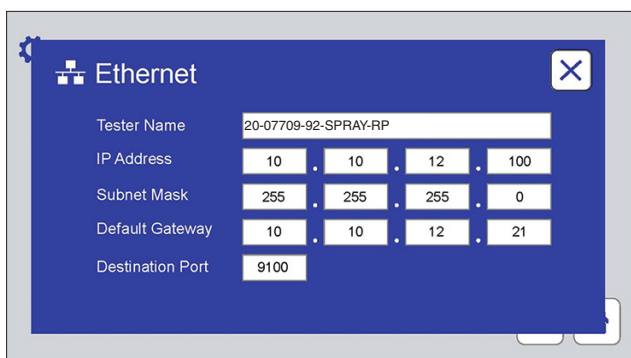 Ethernet
Tester Name 20-07709-92-SPRAY-RP
IP Address 10 . 10 . 12 . 100
Subnet Mask 255 . 255 . 255 . 0
Default Gateway 10 . 10 . 12 . 21
Destination Port 9100